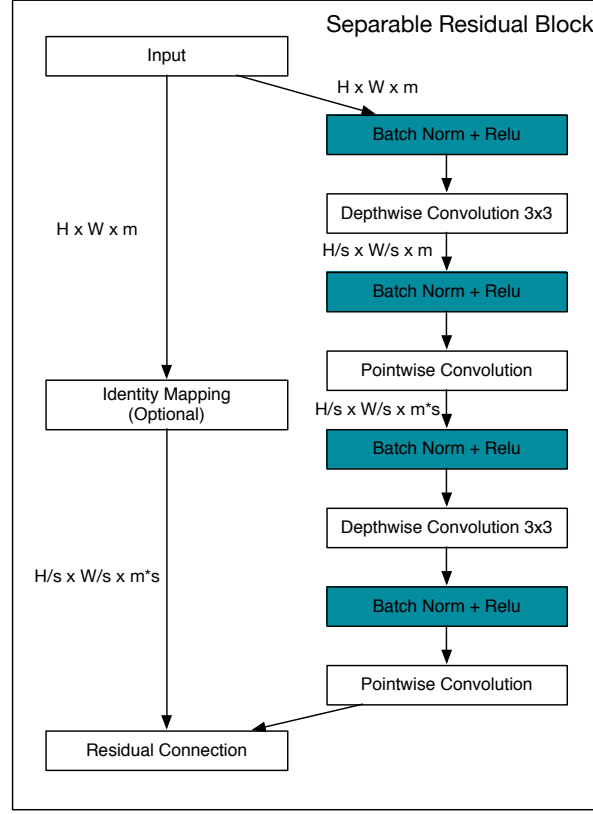 Separable Residual Block
Input
H x W x m
Batch Norm + Relu
Depthwise Convolution 3x3
H x W x m
H/s x W/s x m
Batch Norm + Relu
Pointwise Convolution
Identity Mapping
(Optional)
H/s x W/s x m*s
Batch Norm + Relu
Depthwise Convolution 3x3
H/s x W/s x m*s
Batch Norm + Relu
Pointwise Convolution
Residual Connection